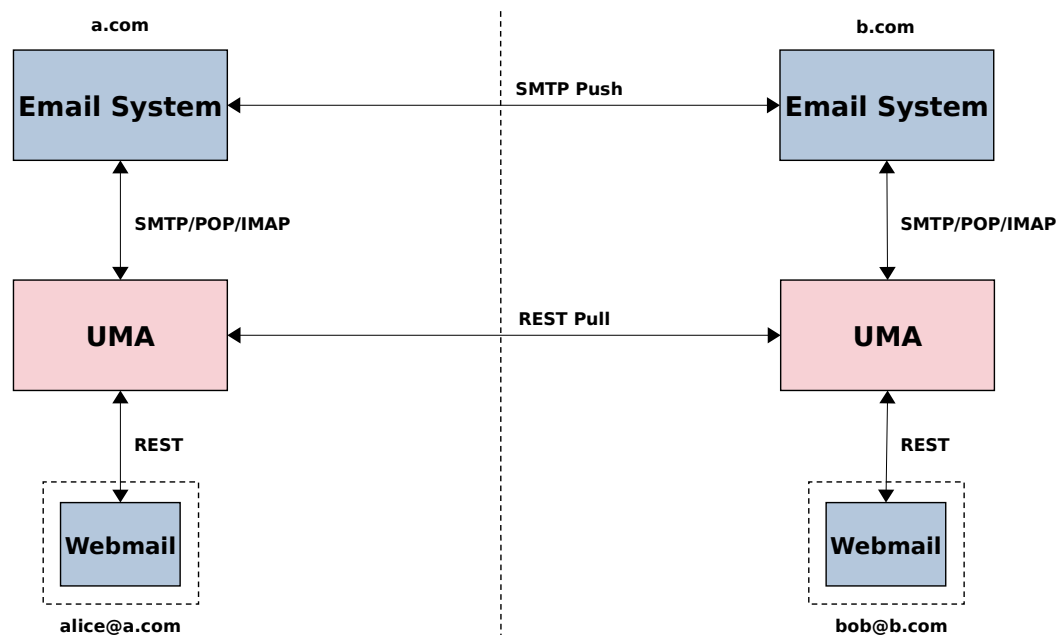 a.com
b.com
Email System
SMTP Push
Email System
SMTP/POP/IMAP
SMTP/POP/IMAP
UMA
REST Pull
UMA
REST
REST
Webmail
Webmail
alice@a.com
bob@b.com